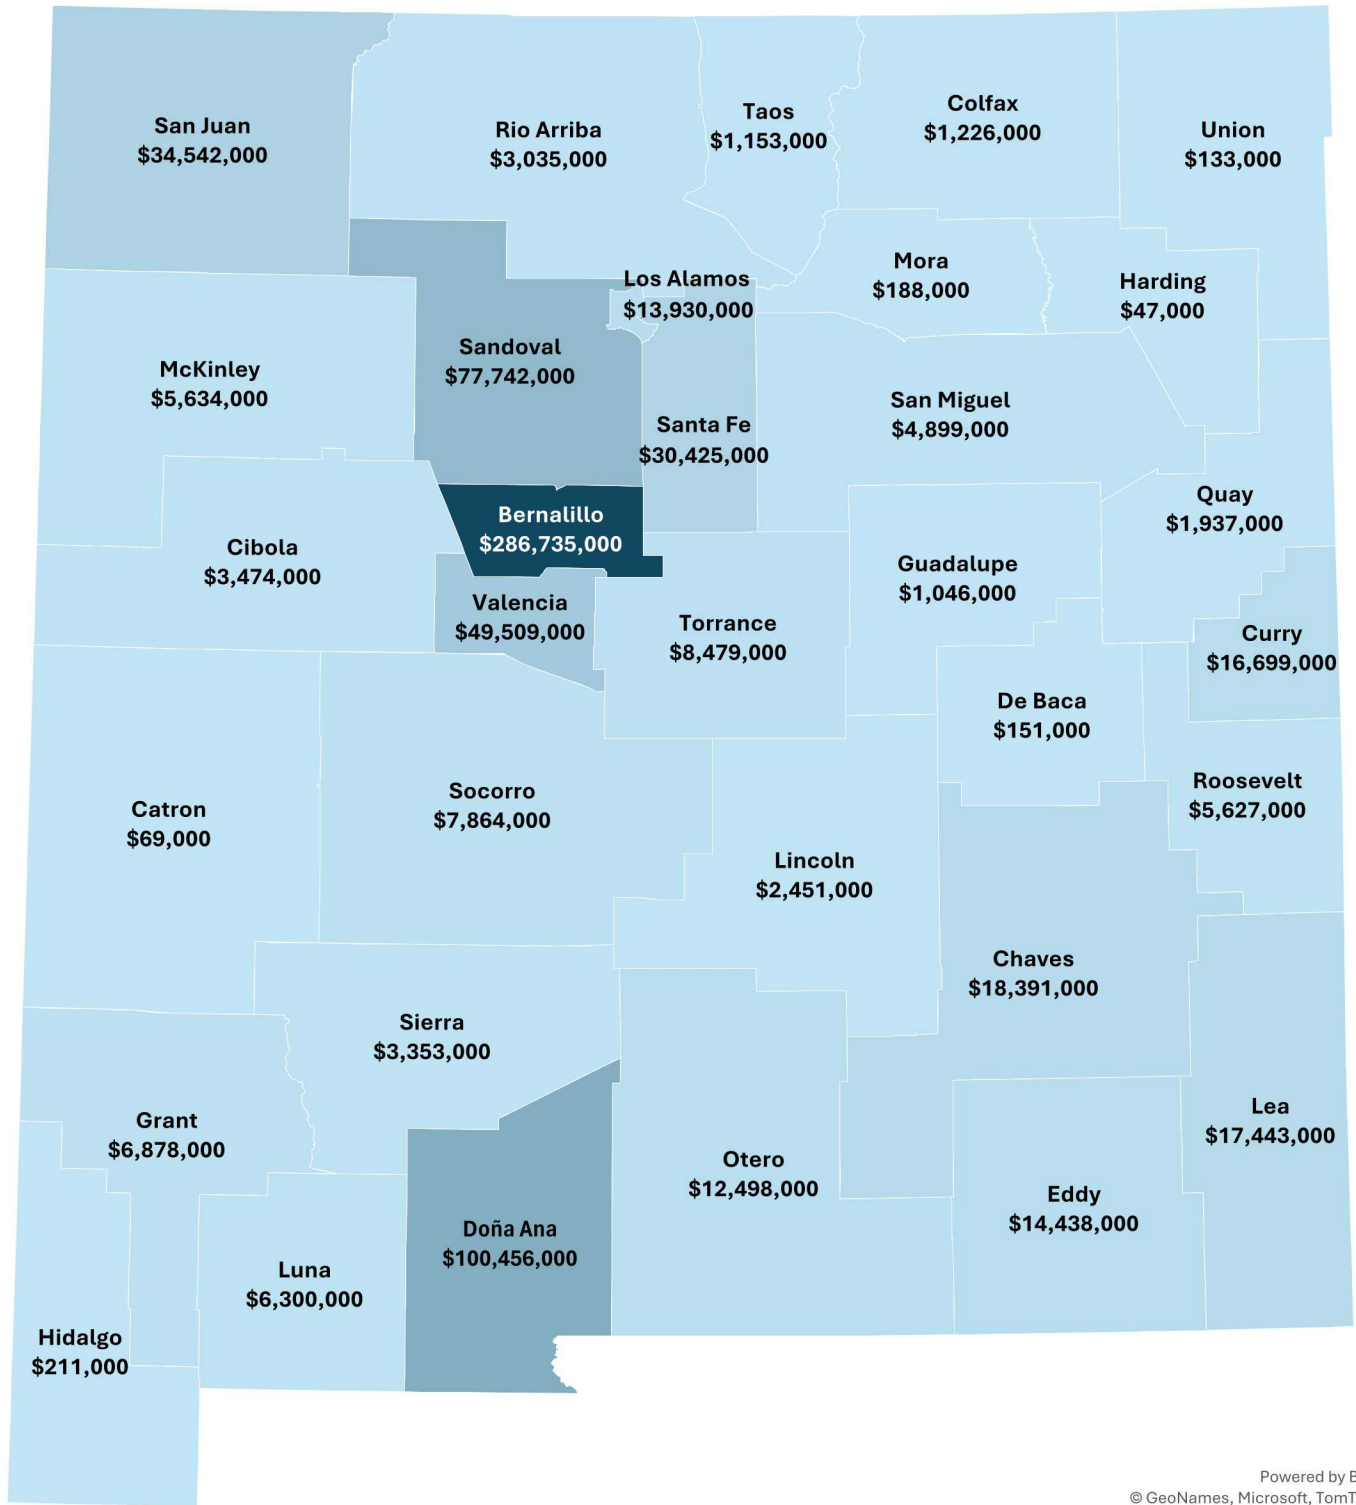 San Juan
$34,542,000
Rio Arriba
$3,035,000
Taos
$1,153,000
Colfax
$1,226,000
Union
$133,000
Los Alamos
$13,930,000
Mora
$188,000
Harding
$47,000
McKinley
$5,634,000
Sandoval
$77,742,000
Santa Fe
$30,425,000
San Miguel
$4,899,000
Quay
$1,937,000
Bernalillo
$286,735,000
Cibola
$3,474,000
Guadalupe
$1,046,000
Valencia
$49,509,000
Torrance
$8,479,000
Curry
$16,699,000
De Baca
$151,000
Catron
$69,000
Socorro
$7,864,000
Roosevelt
$5,627,000
Lincoln
$2,451,000
Chaves
$18,391,000
Sierra
$3,353,000
Grant
$6,878,000
Lea
$17,443,000
Otero
$12,498,000
Eddy
$14,438,000
Doña Ana
$100,456,000
Luna
$6,300,000
Hidalgo
$211,000
Powered by B
© GeoNames, Microsoft, TomT